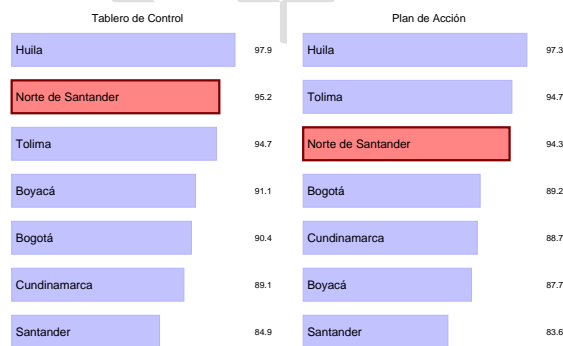 Tablero de Control
Huila 97.9
Norte de Santander 95.2
Tolima 94.7
Boyacá 91.1
Bogotá 90.4
Cundinamarca 89.1
Santander 84.9
Plan de Acción
Huila 97.3
Tolima 94.7
Norte de Santander 94.3
Bogotá 89.2
Cundinamarca 88.7
Boyacá 87.7
Santander 83.6